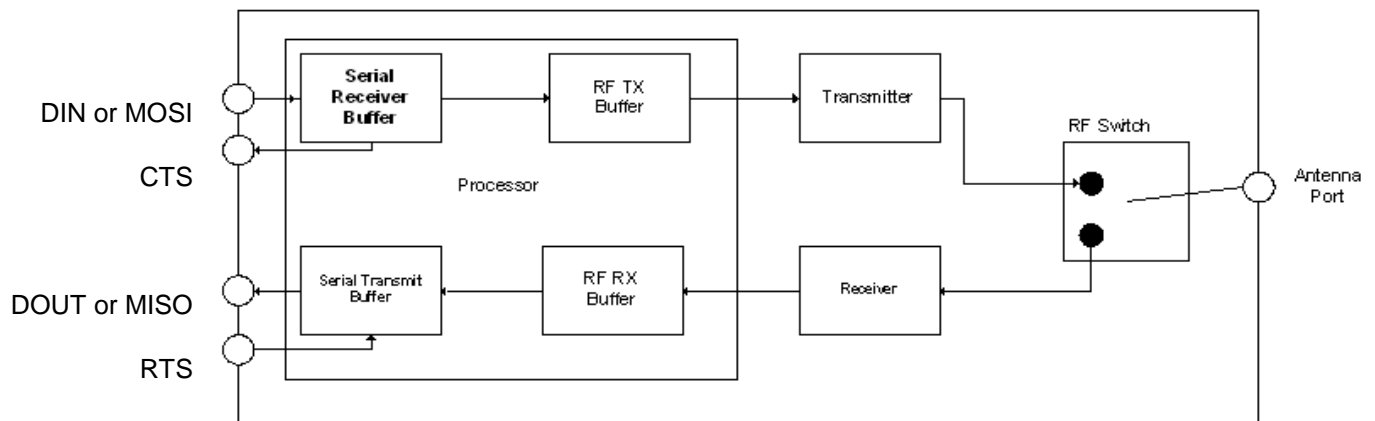 DIN or MOSI
CTS
DOUT or MISO
RTS
Serial
Receiver
Buffer
RF TX
Buffer
Transmitter
RF Switch
Antenna
Port
Processor
Serial Transmit
Buffer
RF RX
Buffer
Receiver